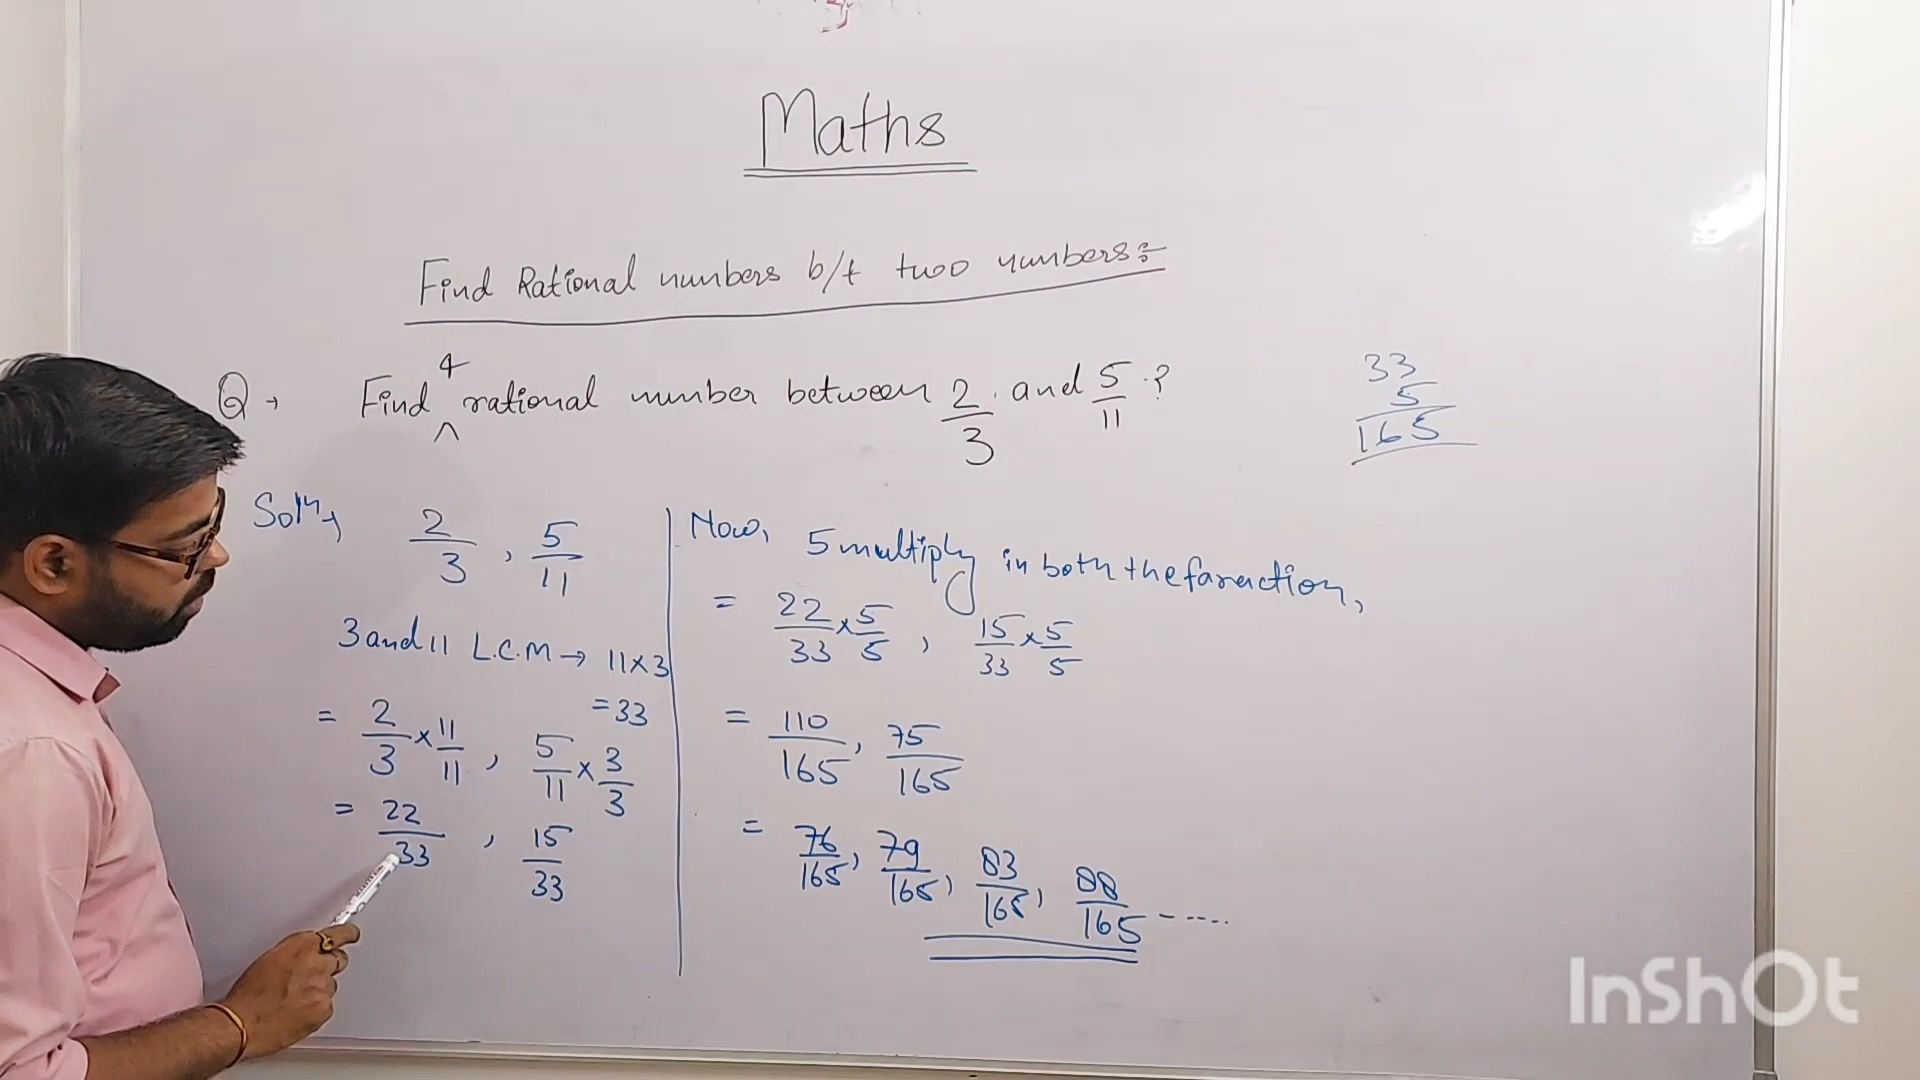 Maths
Find Rational numbers b/t two numbers:-
Q → Find 4 rational number between 2/3 and 5/11 ?
33
5
165
Solⁿ→ 2/3 , 5/11
3 and 11 L.C.M → 11×3
= 33
= 2/3 × 11/11 , 5/11 × 3/3
= 22/33 , 15/33
Now, 5 multiply in both the faraction,
= 22/33 × 5/5 , 15/33 × 5/5
= 110/165 , 75/165
= 76/165 , 79/165 , 83/165 , 88/165 -----
InShOt